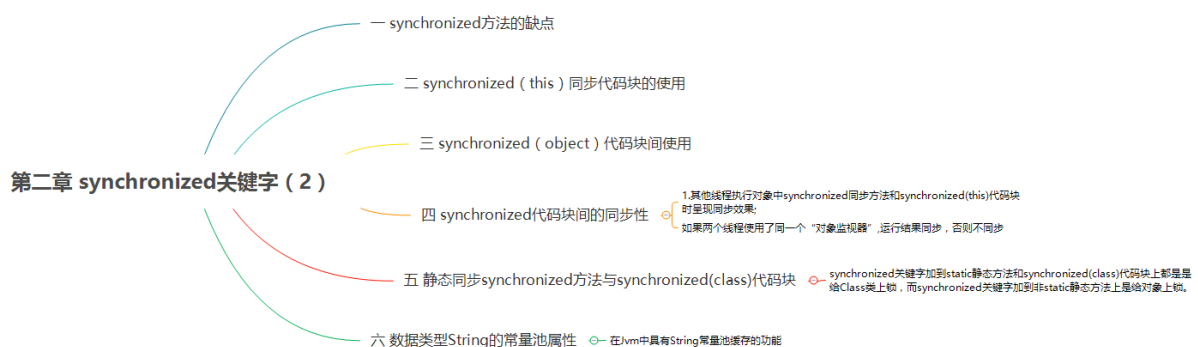 第二章 synchronized关键字（2）
一 synchronized方法的缺点
二 synchronized（this）同步代码块的使用
三 synchronized（object）代码块间使用
四 synchronized代码块间的同步性
1.其他线程执行对象中synchronized同步方法和synchronized(this)代码块
时呈现同步效果;
如果两个线程使用了同一个“对象监视器”,运行结果同步，否则不同步
五 静态同步synchronized方法与synchronized(class)代码块
synchronized关键字加到static静态方法和synchronized(class)代码块上都是是
给Class类上锁，而synchronized关键字加到非static静态方法上是给对象上锁。
六 数据类型String的常量池属性
在Jvm中具有String常量池缓存的功能